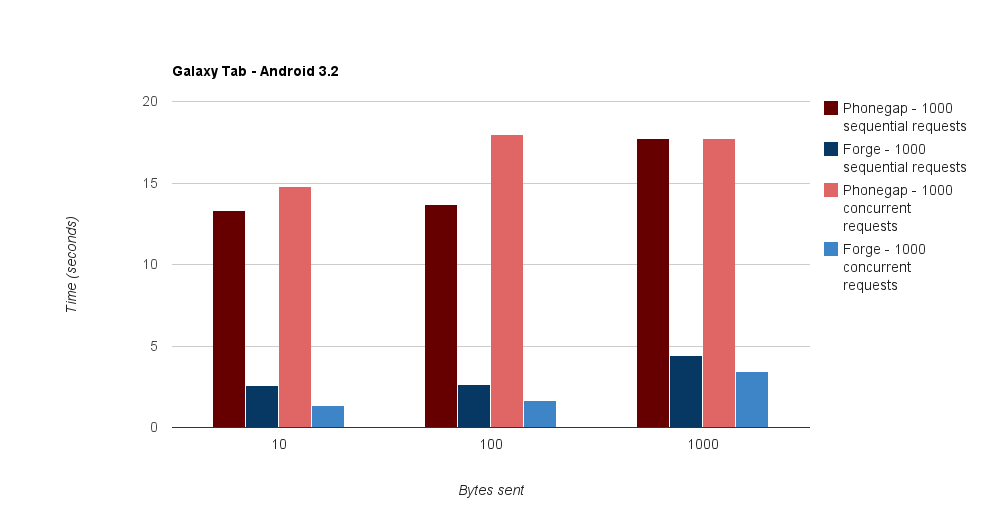 Galaxy Tab - Android 3.2
20
15
10
5
0
Time (seconds)
10 100 1000
Bytes sent
Phonegap - 1000
sequential requests
Forge - 1000
sequential requests
Phonegap - 1000
concurrent
requests
Forge - 1000
concurrent
requests